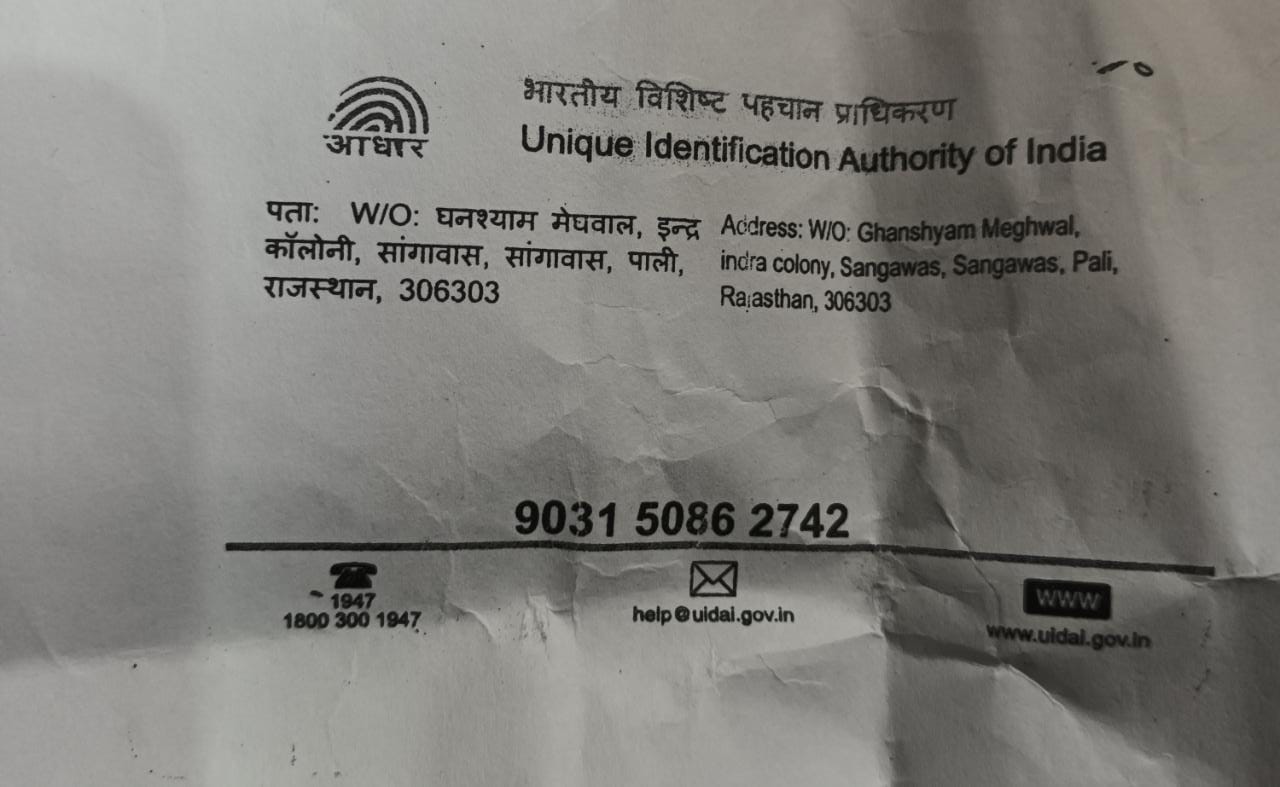 आधार
भारतीय विशिष्ट पहचान प्राधिकरण
Unique Identification Authority of India
पता: W/O: घनश्याम मेघवाल, इन्द्र
कॉलोनी, सांगावास, सांगावास, पाली,
राजस्थान, 306303
Address: W/O: Ghanshyam Meghwal,
indra colony, Sangawas, Sangawas, Pali,
Rajasthan, 306303
9031 5086 2742
1947
1800 300 1947
help@uidai.gov.in
www
www.uidai.gov.in